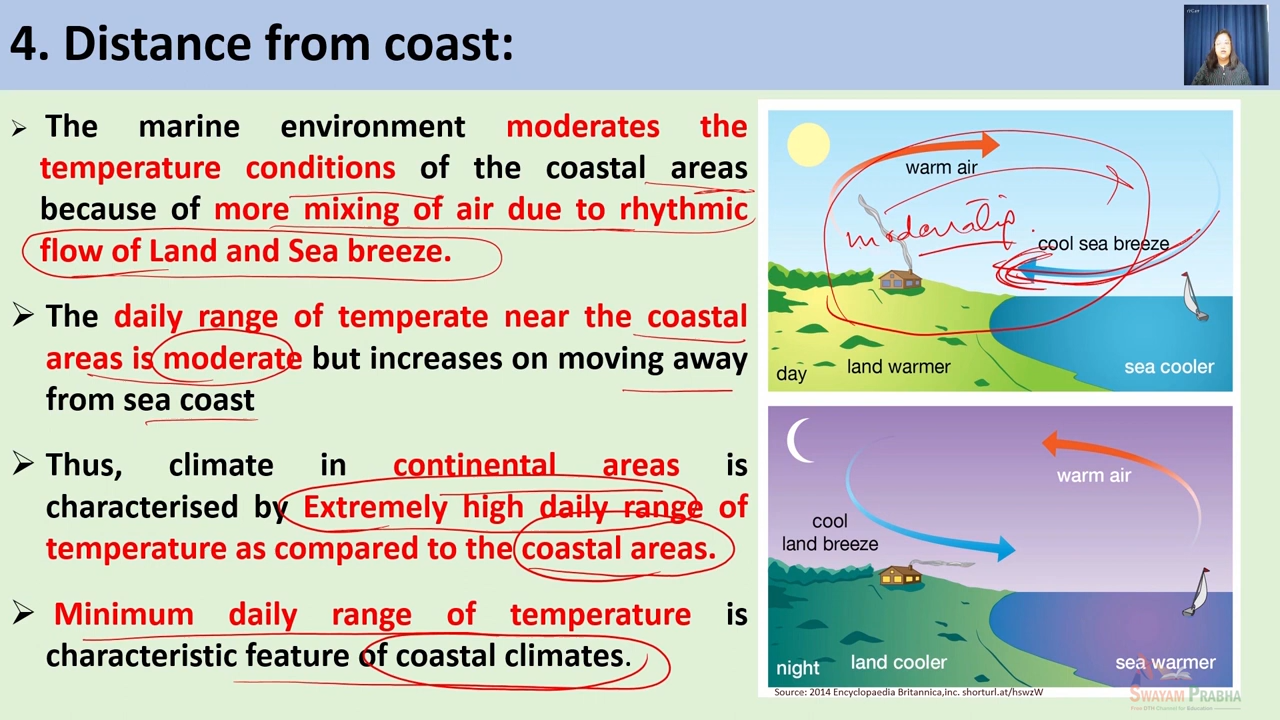 4. Distance from coast:
The marine environment moderates the
temperature conditions of the coastal areas
because of more mixing of air due to rhythmic
flow of Land and Sea breeze.
The daily range of temperate near the coastal
areas is moderate but increases on moving away
from sea coast
Thus, climate in continental areas is
characterised by Extremely high daily range of
temperature as compared to the coastal areas.
Minimum daily range of temperature is
characteristic feature of coastal climates.
warm air
cool sea breeze
day
land warmer
sea cooler
warm air
cool
land breeze
night
land cooler
sea warmer
Source: 2014 Encyclopaedia Britannica,inc. shorturl.at/hswzW
SWAYAM PRABHA
Free DTH Channel for Education